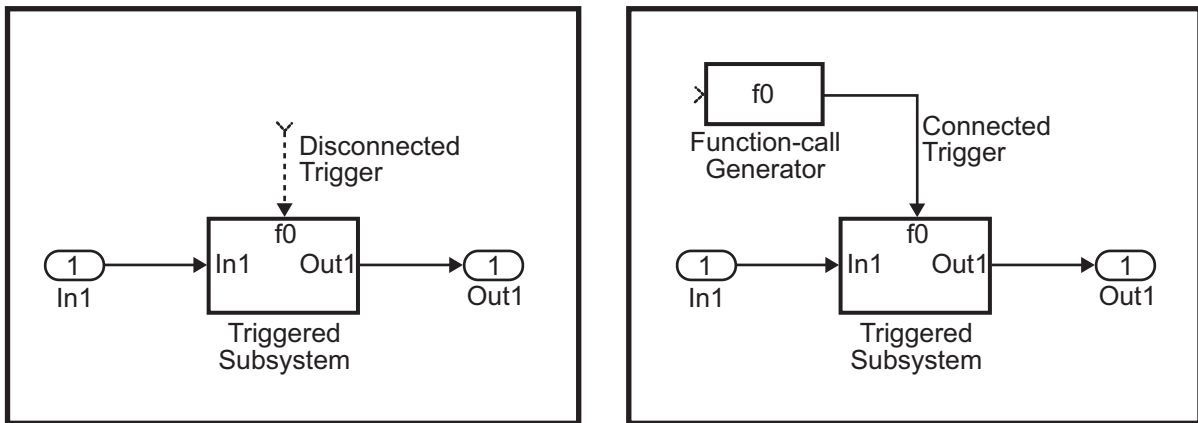 Disconnected
Trigger
f0
1
In1
In1
Out1
1
Out1
Triggered
Subsystem
f0
Function-call
Generator
Connected
Trigger
f0
1
In1
In1
Out1
1
Out1
Triggered
Subsystem